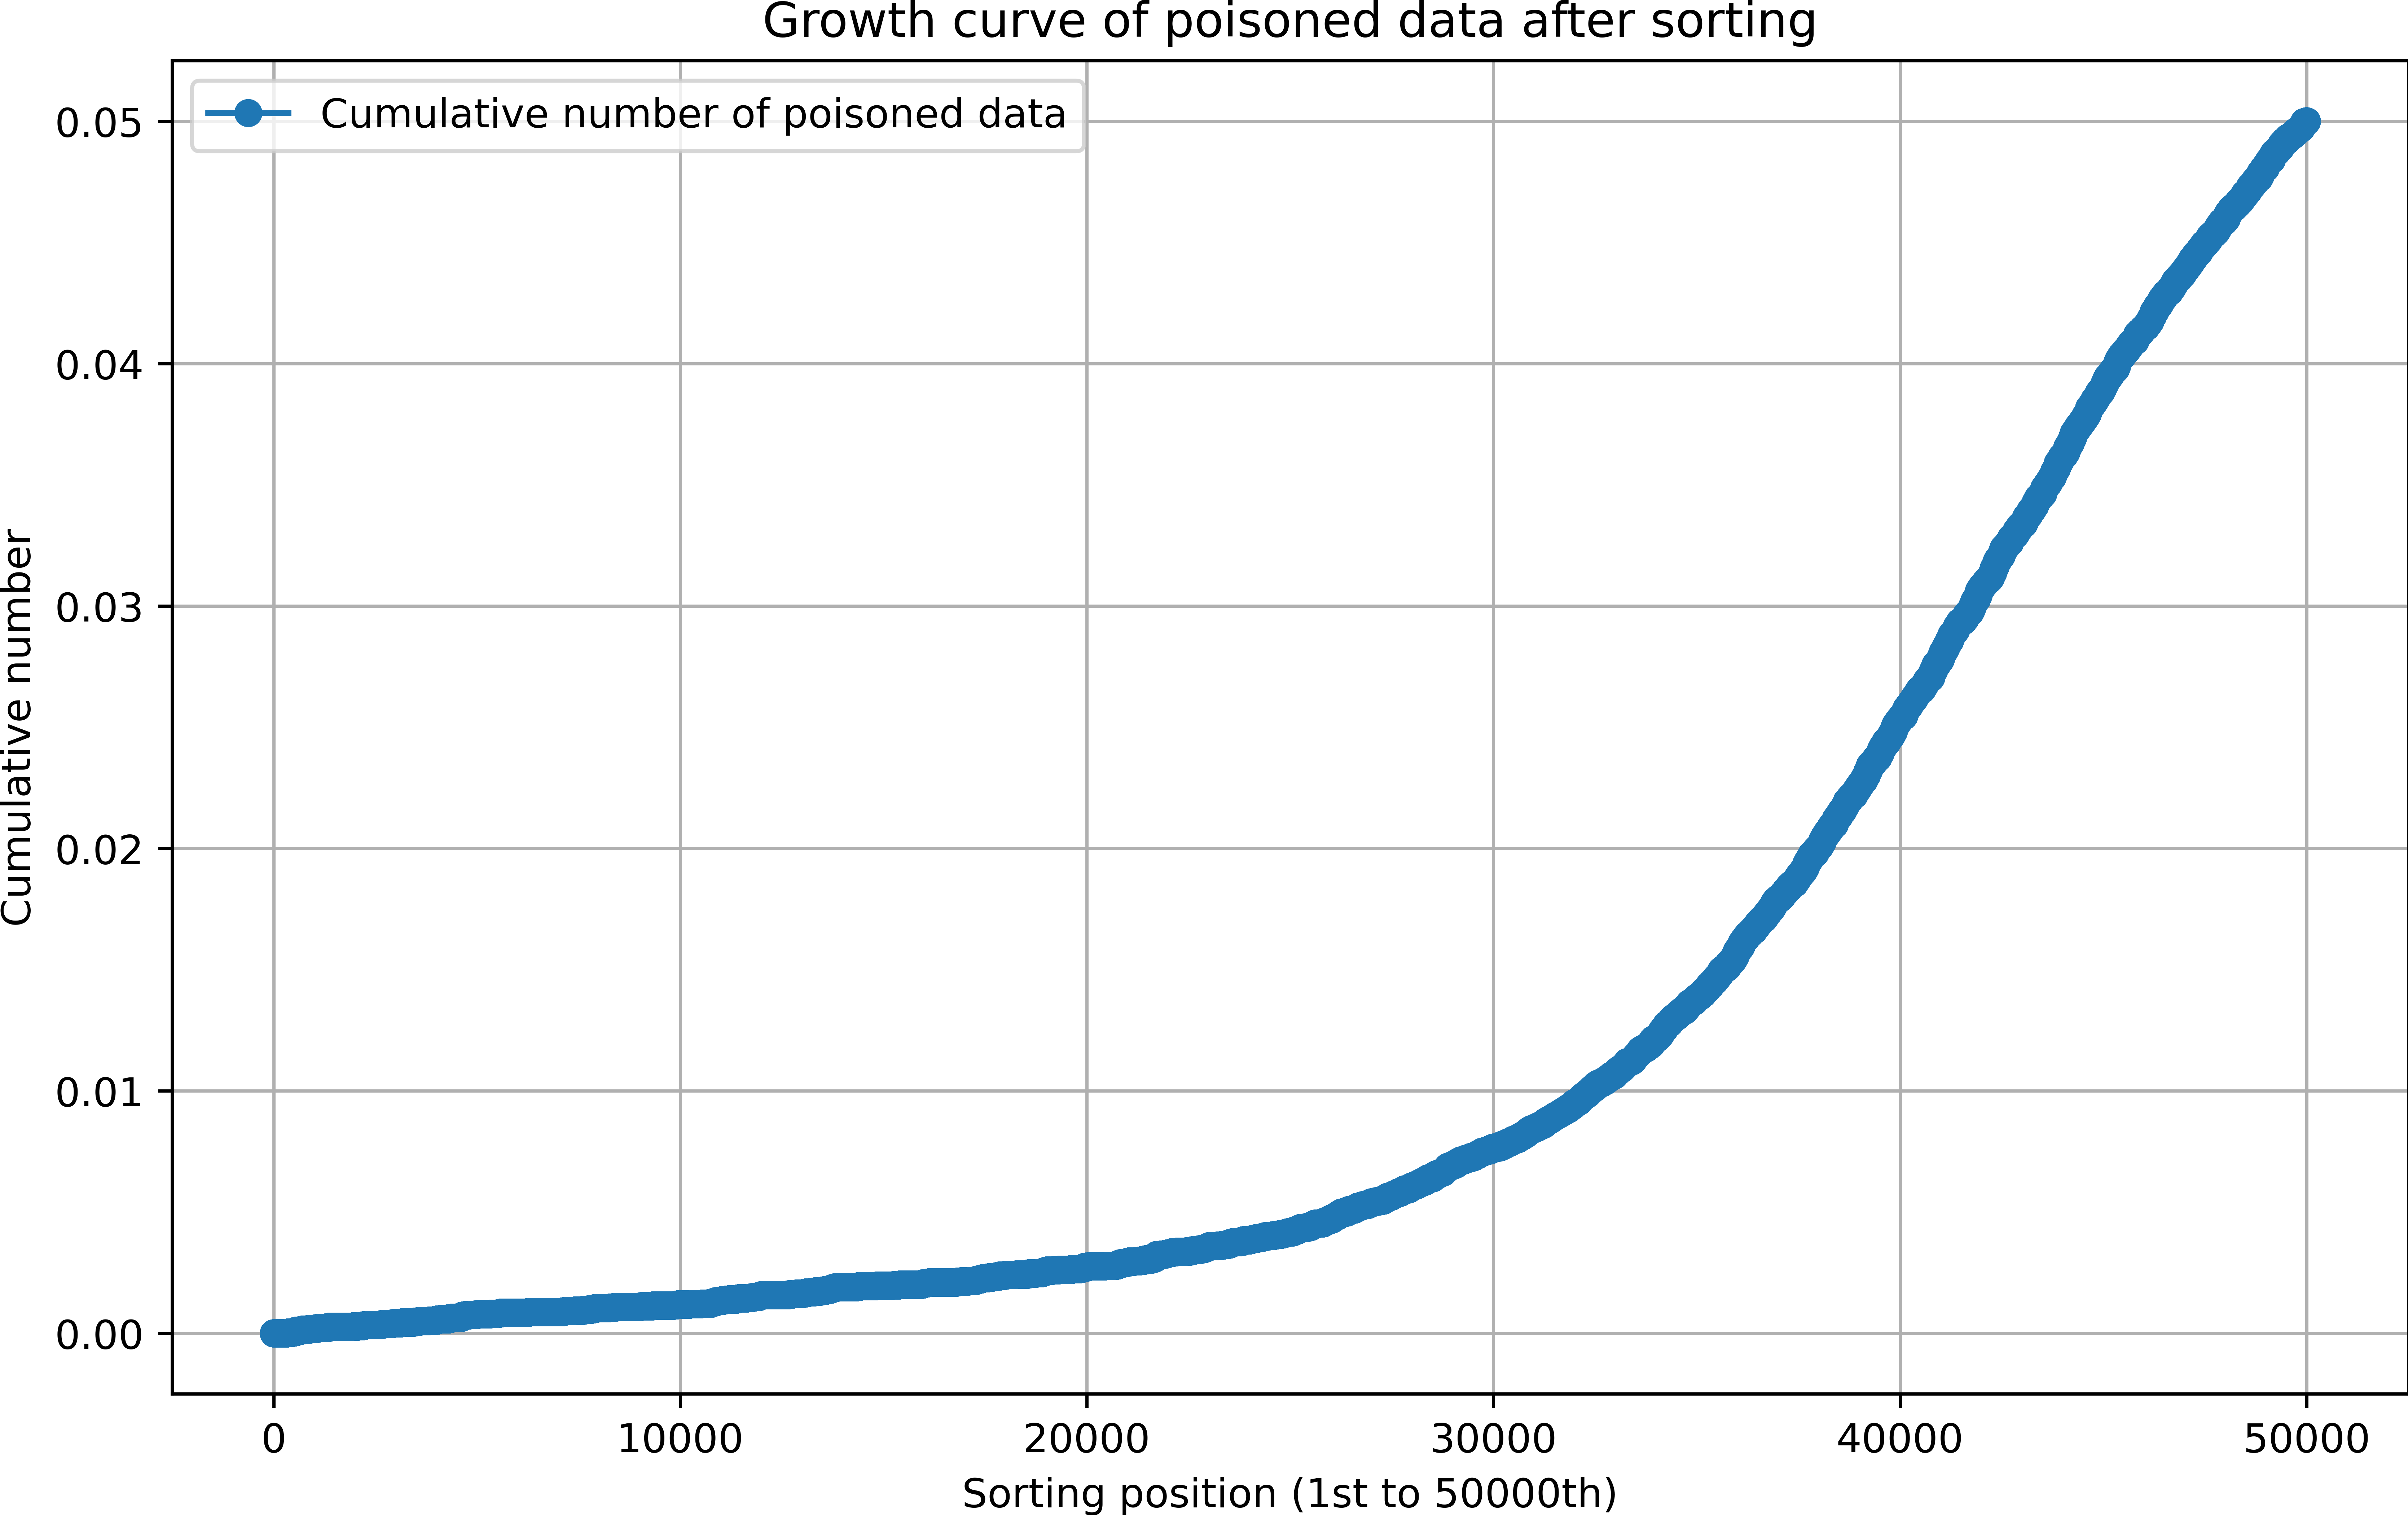 Growth curve of poisoned data after sorting
Cumulative number of poisoned data
0.05
0.04
0.03
0.02
0.01
0.00
Cumulative number
0 10000 20000 30000 40000 50000
Sorting position (1st to 50000th)